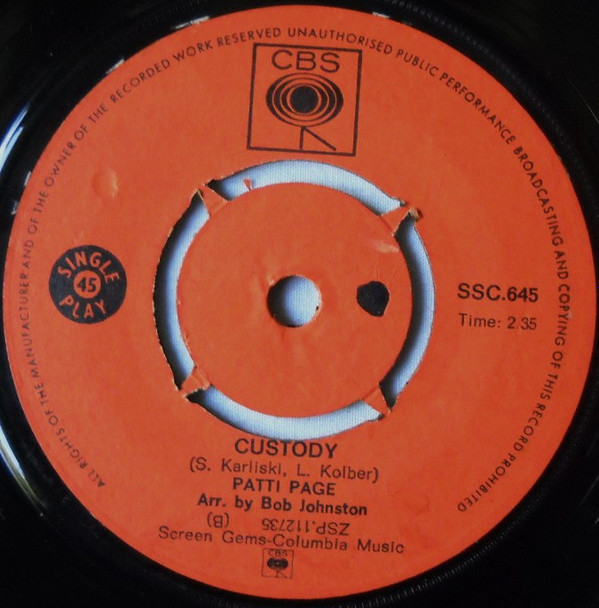 ALL RIGHTS OF THE MANUFACTURER AND OF THE OWNER OF THE RECORDED WORK RESERVED UNAUTHORISED PUBLIC PERFORMANCE BROADCASTING AND COPYING OF THIS RECORD PROHIBITED
CBS
SINGLE
45
PLAY
SSC.645
Time: 2.35
CUSTODY
(S. Karliski, L. Kolber)
PATTI PAGE
Arr. by Bob Johnston
ZSP.112735 (B)
Screen Gems-Columbia Music
CBS